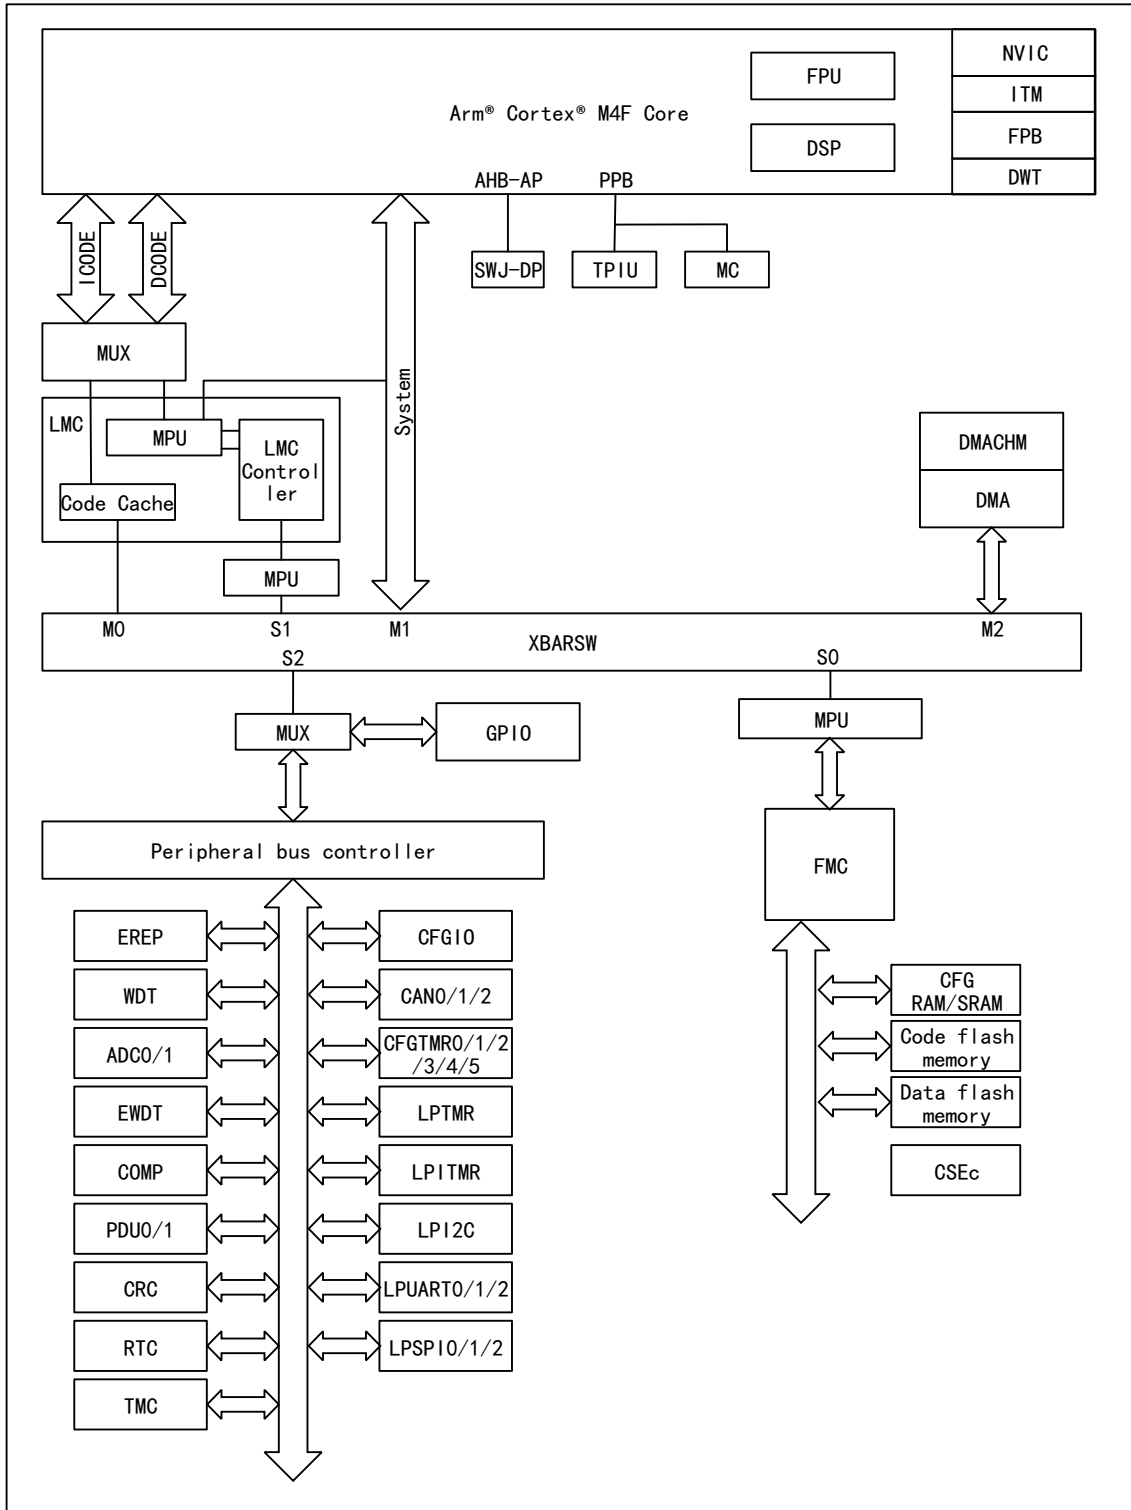 NVIC
FPU
ITM
Arm® Cortex® M4F Core
FPB
DSP
DWT
AHB-AP
PPB
ICODE
DCODE
SWJ-DP
TPIU
MC
MUX
System
LMC
MPU
LMC
Control
ler
Code Cache
DMACHM
DMA
MPU
M0
S1
M1
XBARSW
M2
S2
S0
MUX
GPIO
MPU
Peripheral bus controller
FMC
EREP
CFGIO
WDT
CAN0/1/2
CFG
RAM/SRAM
ADC0/1
CFGTMR0/1/2
/3/4/5
Code flash
memory
EWDT
LPTMR
Data flash
memory
COMP
LPITMR
CSEc
PDU0/1
LPI2C
CRC
LPUART0/1/2
RTC
LPSPI0/1/2
TMC